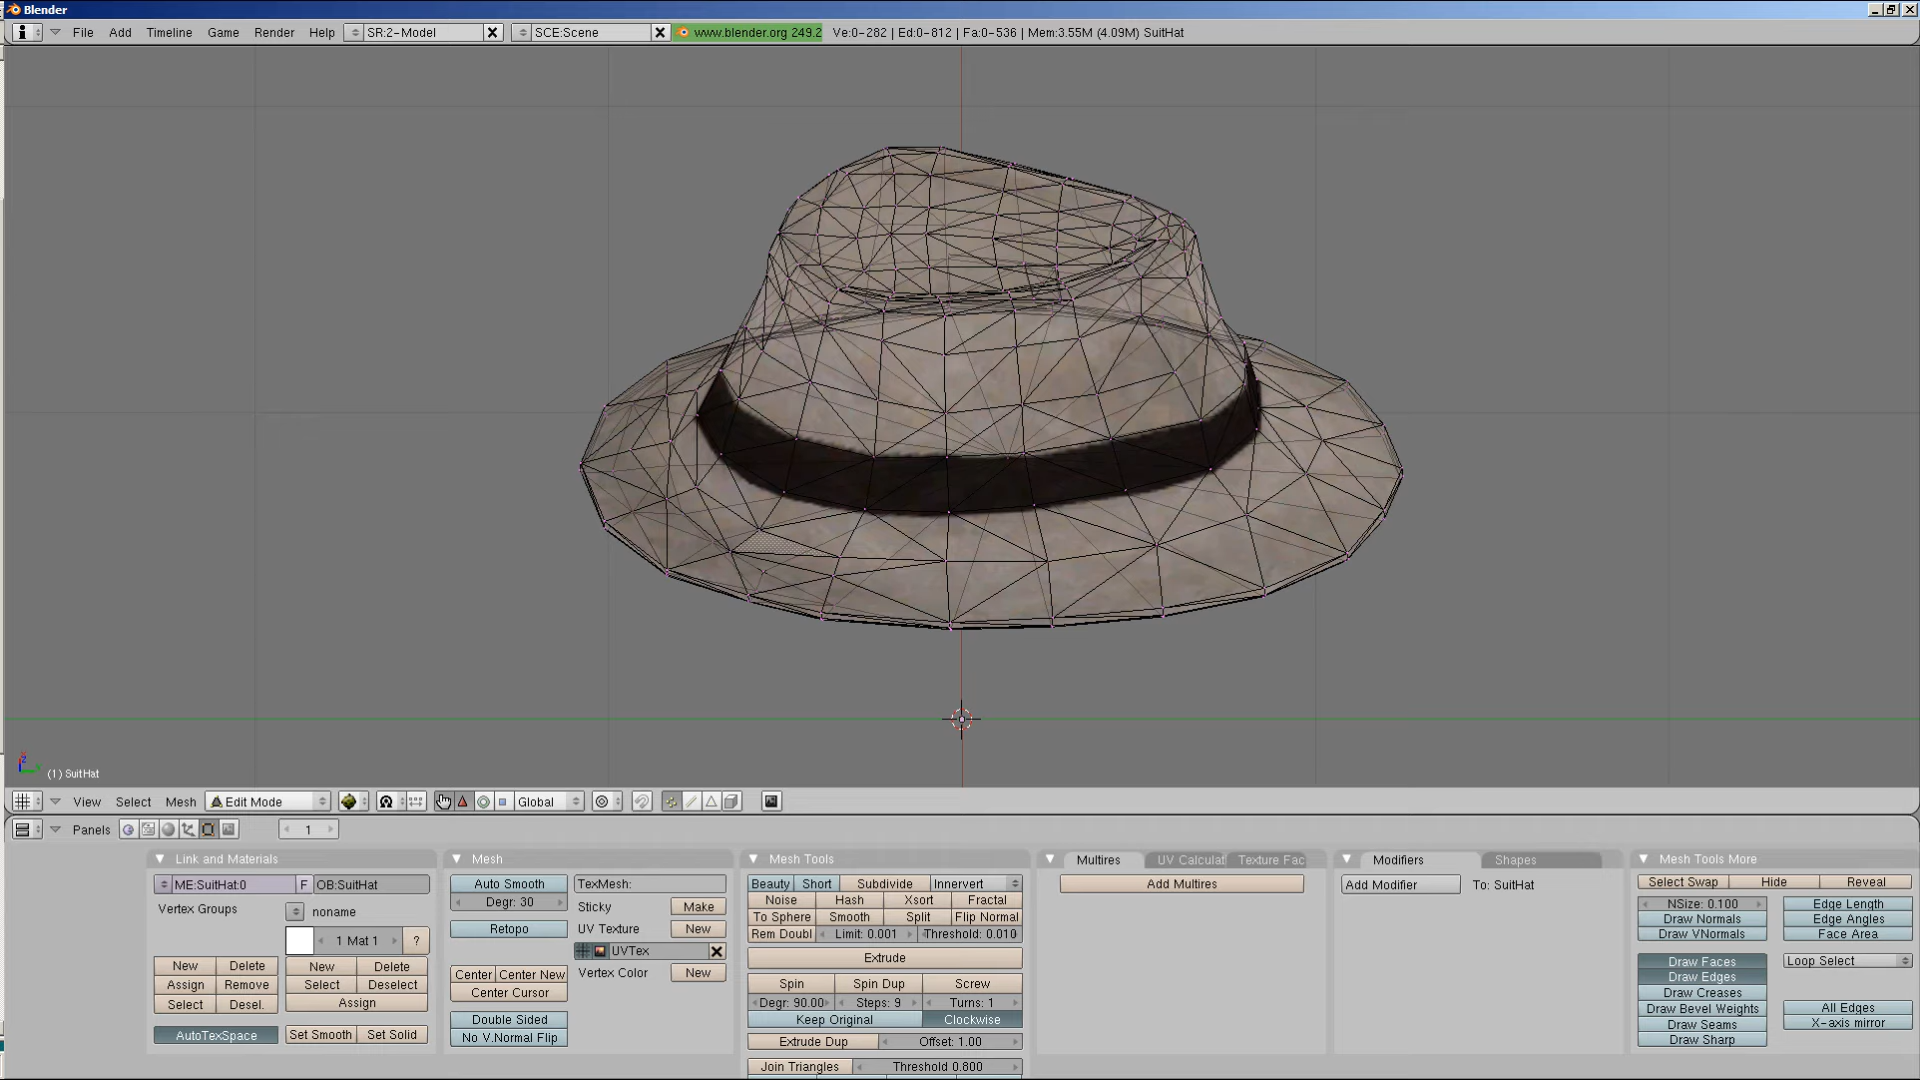 Blender
File Add Timeline Game Render Help SR:2-Model SCE:Scene www.blender.org 249.2 Ve:0-282 | Ed:0-812 | Fa:0-536 | Mem:3.55M (4.09M) SuitHat
(1) SuitHat
View Select Mesh Edit Mode Global
Panels 1
Link and Materials
ME:SuitHat:0 F OB:SuitHat
Vertex Groups noname
1 Mat 1 ?
New Delete New Delete
Assign Remove Select Deselect
Select Desel. Assign
AutoTexSpace Set Smooth Set Solid
Mesh
Auto Smooth TexMesh:
Degr: 30 Sticky Make
Retopo UV Texture New
UVTex
Center Center New Vertex Color New
Center Cursor
Double Sided
No V.Normal Flip
Mesh Tools
Beauty Short Subdivide Innervert
Noise Hash Xsort Fractal
To Sphere Smooth Split Flip Normal
Rem Doubl Limit: 0.001 Threshold: 0.010
Extrude
Spin Spin Dup Screw
Degr: 90.00 Steps: 9 Turns: 1
Keep Original Clockwise
Extrude Dup Offset: 1.00
Join Triangles Threshold 0.800
Multires UV Calculat Texture Fac
Add Multires
Modifiers Shapes
Add Modifier To: SuitHat
Mesh Tools More
Select Swap Hide Reveal
NSize: 0.100 Edge Length
Draw Normals Edge Angles
Draw VNormals Face Area
Draw Faces Loop Select
Draw Edges
Draw Creases
Draw Bevel Weights All Edges
Draw Seams X-axis mirror
Draw Sharp